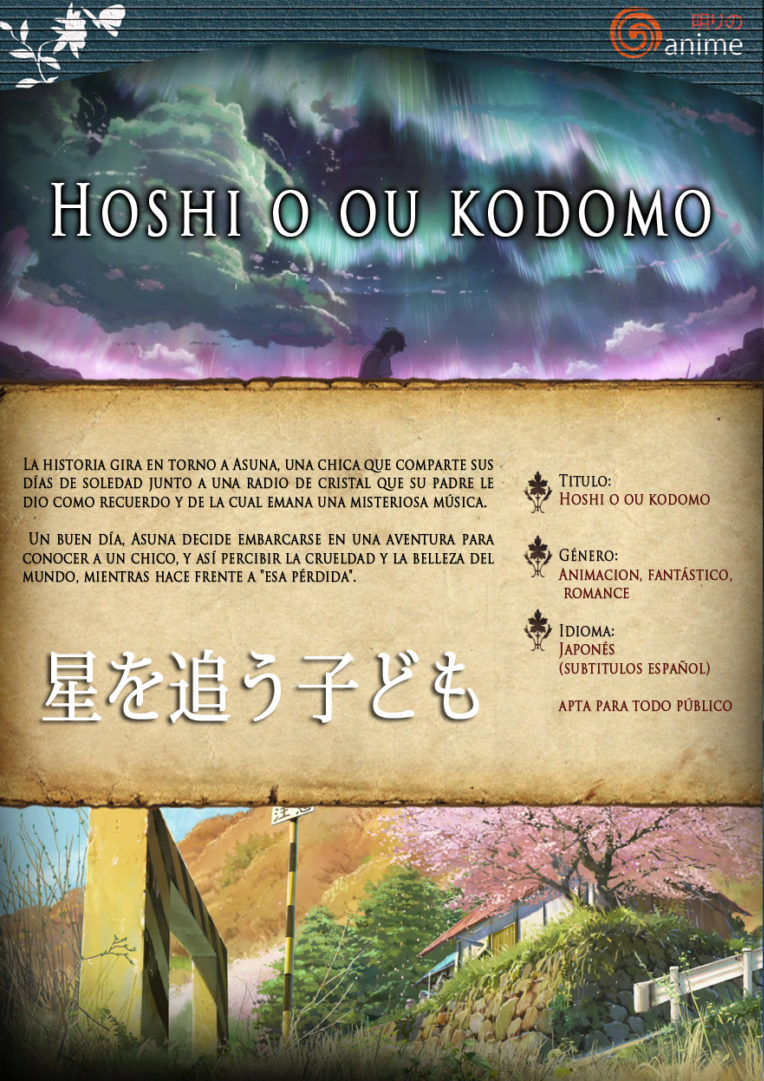 明りの
anime
HOSHI O OU KODOMO
LA HISTORIA GIRA EN TORNO A ASUNA, UNA CHICA QUE COMPARTE SUS
DÍAS DE SOLEDAD JUNTO A UNA RADIO DE CRISTAL QUE SU PADRE LE
DIO COMO RECUERDO Y DE LA CUAL EMANA UNA MISTERIOSA MÚSICA.
UN BUEN DÍA, ASUNA DECIDE EMBARCARSE EN UNA AVENTURA PARA
CONOCER A UN CHICO, Y ASÍ PERCIBIR LA CRUELDAD Y LA BELLEZA DEL
MUNDO, MIENTRAS HACE FRENTE A "ESA PÉRDIDA".
星を追う子ども
TITULO:
HOSHI O OU KODOMO
GÉNERO:
ANIMACION, FANTÁSTICO,
ROMANCE
IDIOMA:
JAPONÉS
(SUBTITULOS ESPAÑOL)
APTA PARA TODO PÚBLICO